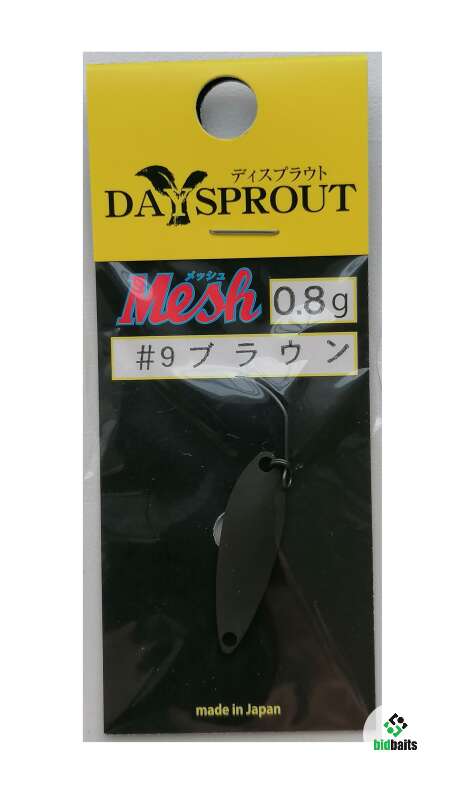 ディスプラウト
DAYSPROUT
メッシュ
Mesh 0.8g
#9ブラウン
made in Japan
bidbaits